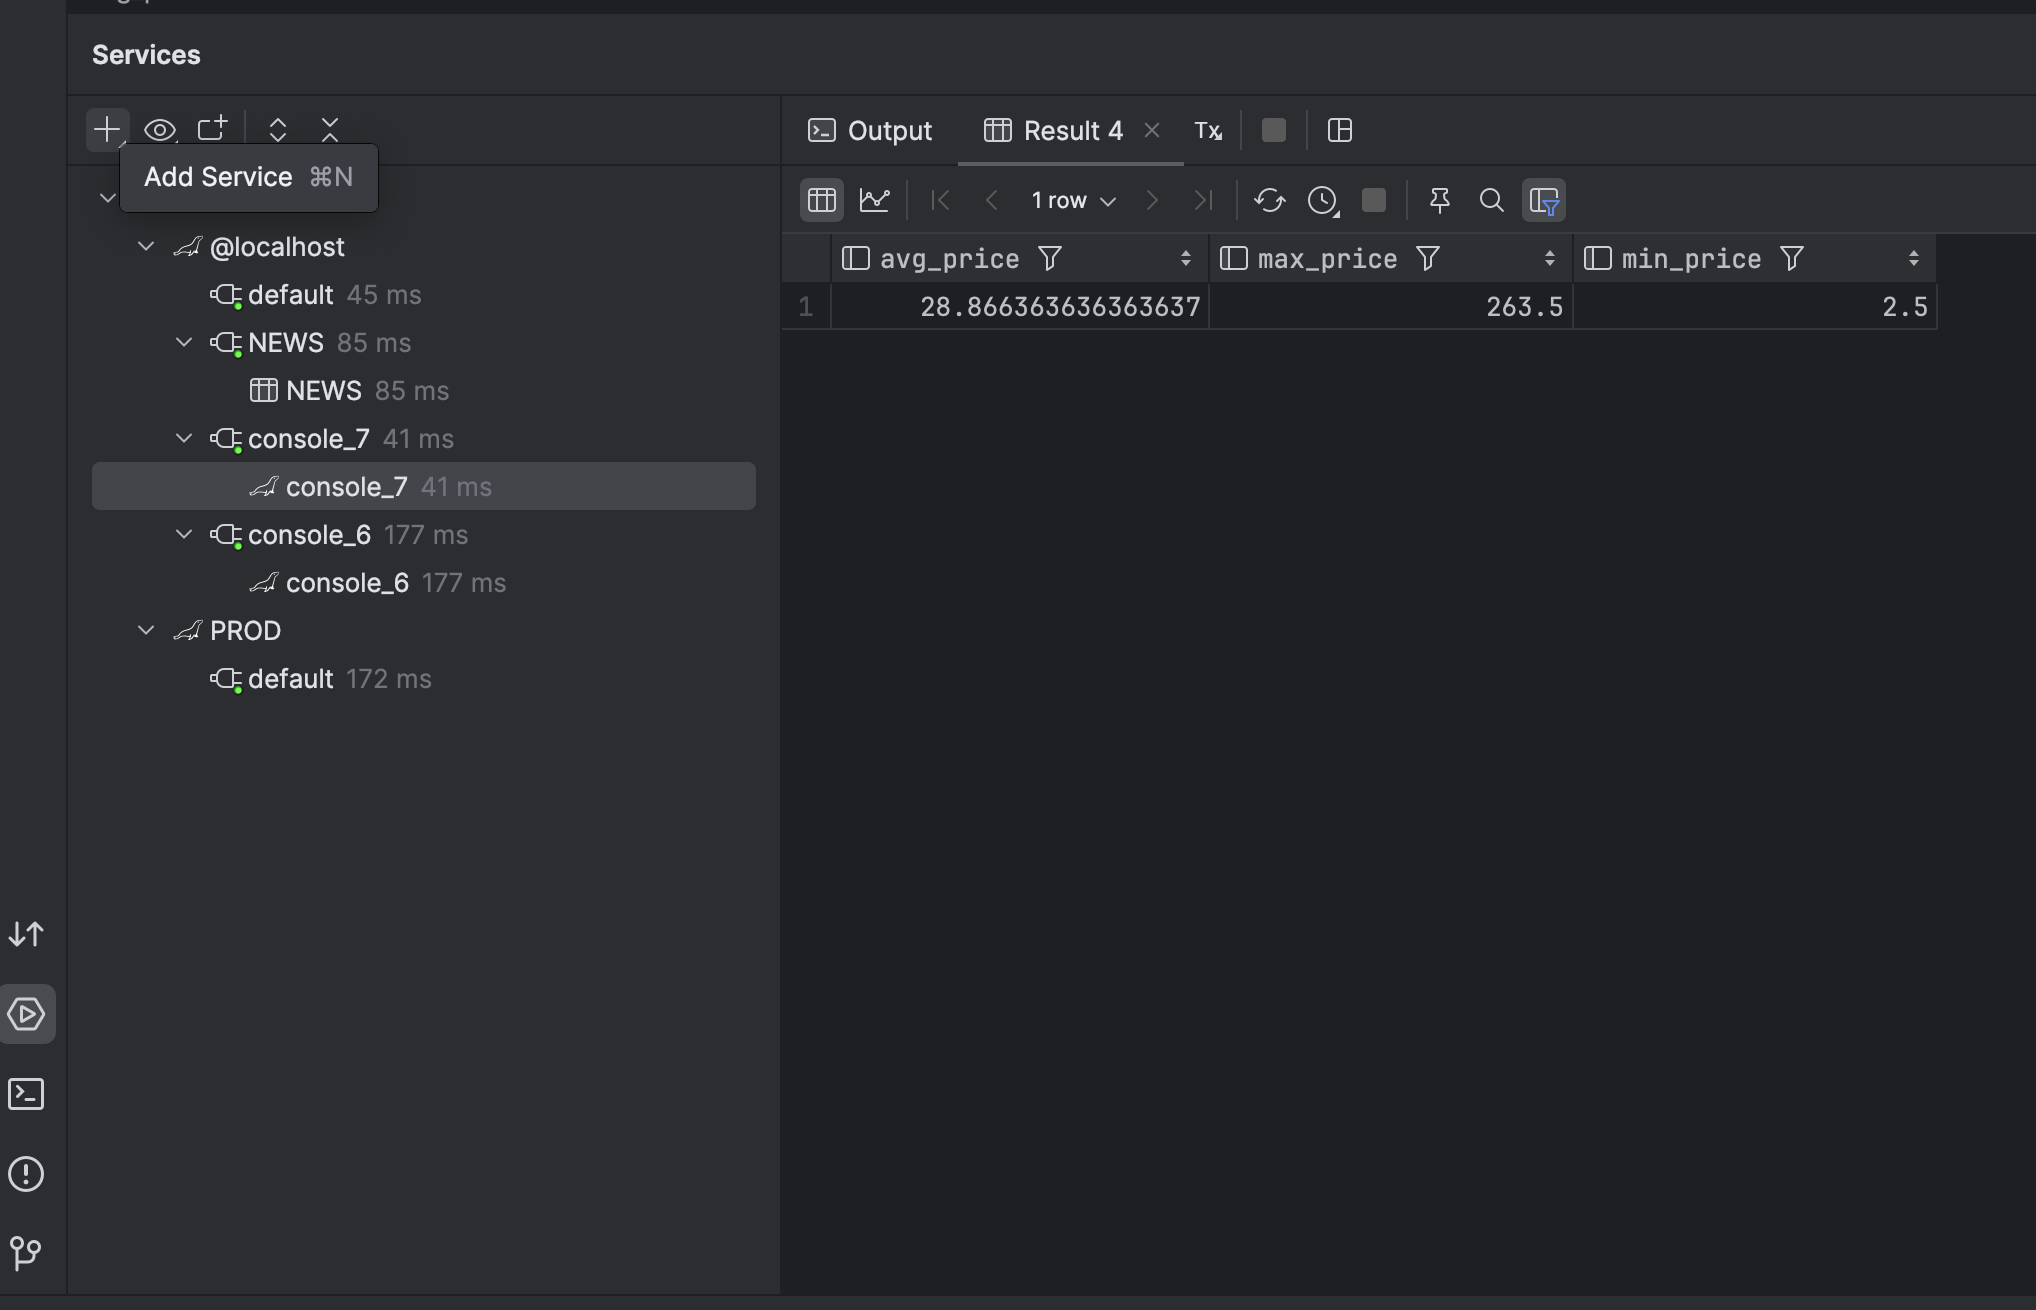 Services
Add Service ⌘N
@localhost
default 45 ms
NEWS 85 ms
NEWS 85 ms
console_7 41 ms
console_7 41 ms
console_6 177 ms
console_6 177 ms
PROD
default 172 ms
Output Result 4 Tx
1 row
avg_price max_price min_price
1 28.866363636363637 263.5 2.5